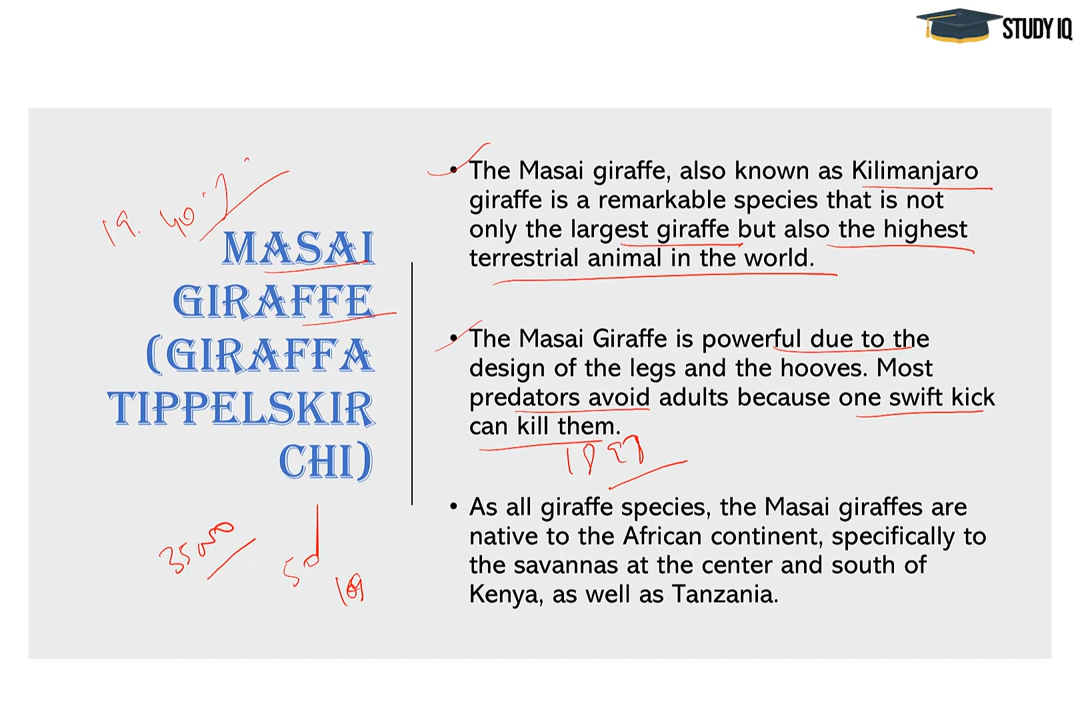 STUDY IQ
MASAI
GIRAFFE
(GIRAFFA
TIPPELSKIR
CHI)
• The Masai giraffe, also known as Kilimanjaro
giraffe is a remarkable species that is not
only the largest giraffe but also the highest
terrestrial animal in the world.
• The Masai Giraffe is powerful due to the
design of the legs and the hooves. Most
predators avoid adults because one swift kick
can kill them.
• As all giraffe species, the Masai giraffes are
native to the African continent, specifically to
the savannas at the center and south of
Kenya, as well as Tanzania.